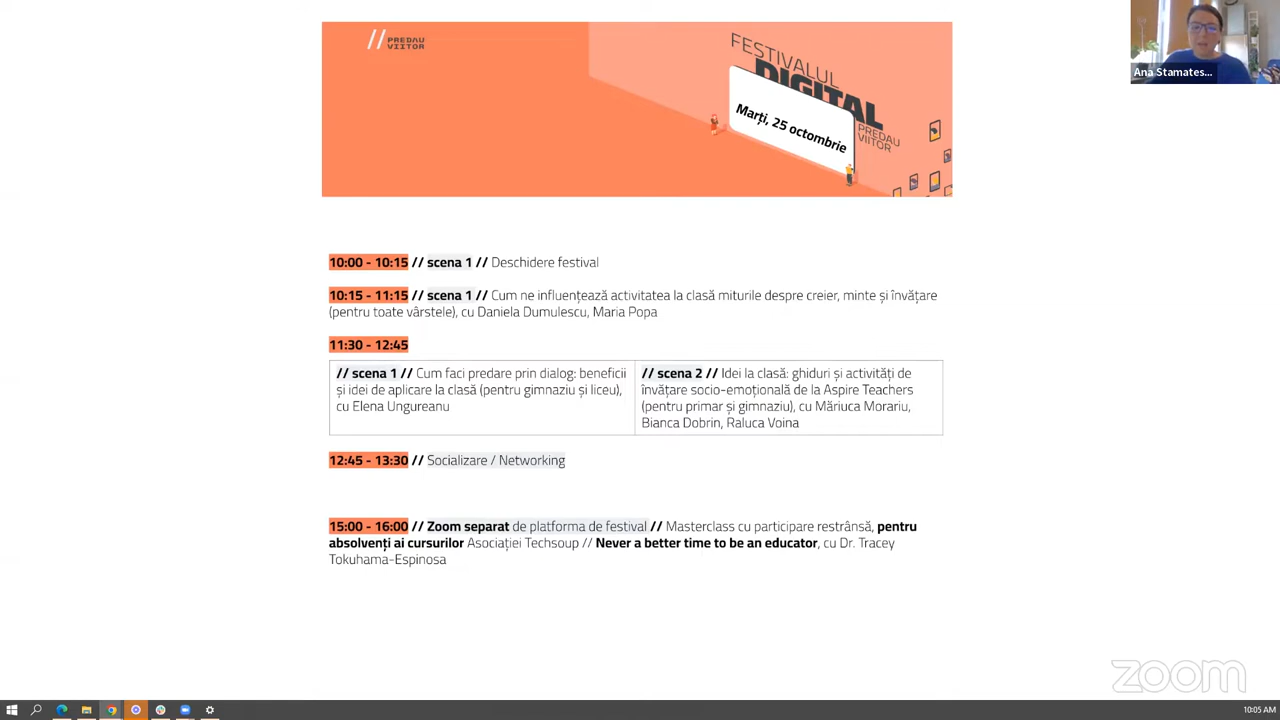 // PREDAU
VIITOR
FESTIVALUL
DIGITAL
PREDAU
VIITOR
Marți, 25 octombrie
Ana Stamates...
10:00 - 10:15 // scena 1 // Deschidere festival
10:15 - 11:15 // scena 1 // Cum ne influențează activitatea la clasă miturile despre creier, minte și învățare
(pentru toate vârstele), cu Daniela Dumulescu, Maria Popa
11:30 - 12:45
// scena 1 // Cum faci predare prin dialog: beneficii
și idei de aplicare la clasă (pentru gimnaziu și liceu),
cu Elena Ungureanu
// scena 2 // Idei la clasă: ghiduri și activități de
învățare socio-emoțională de la Aspire Teachers
(pentru primar și gimnaziu), cu Măriuca Morariu,
Bianca Dobrin, Raluca Voina
12:45 - 13:30 // Socializare / Networking
15:00 - 16:00 // Zoom separat de platforma de festival // Masterclass cu participare restrânsă, pentru
absolvenți ai cursurilor Asociației Techsoup // Never a better time to be an educator, cu Dr. Tracey
Tokuhama-Espinosa
zoom
10:05 AM